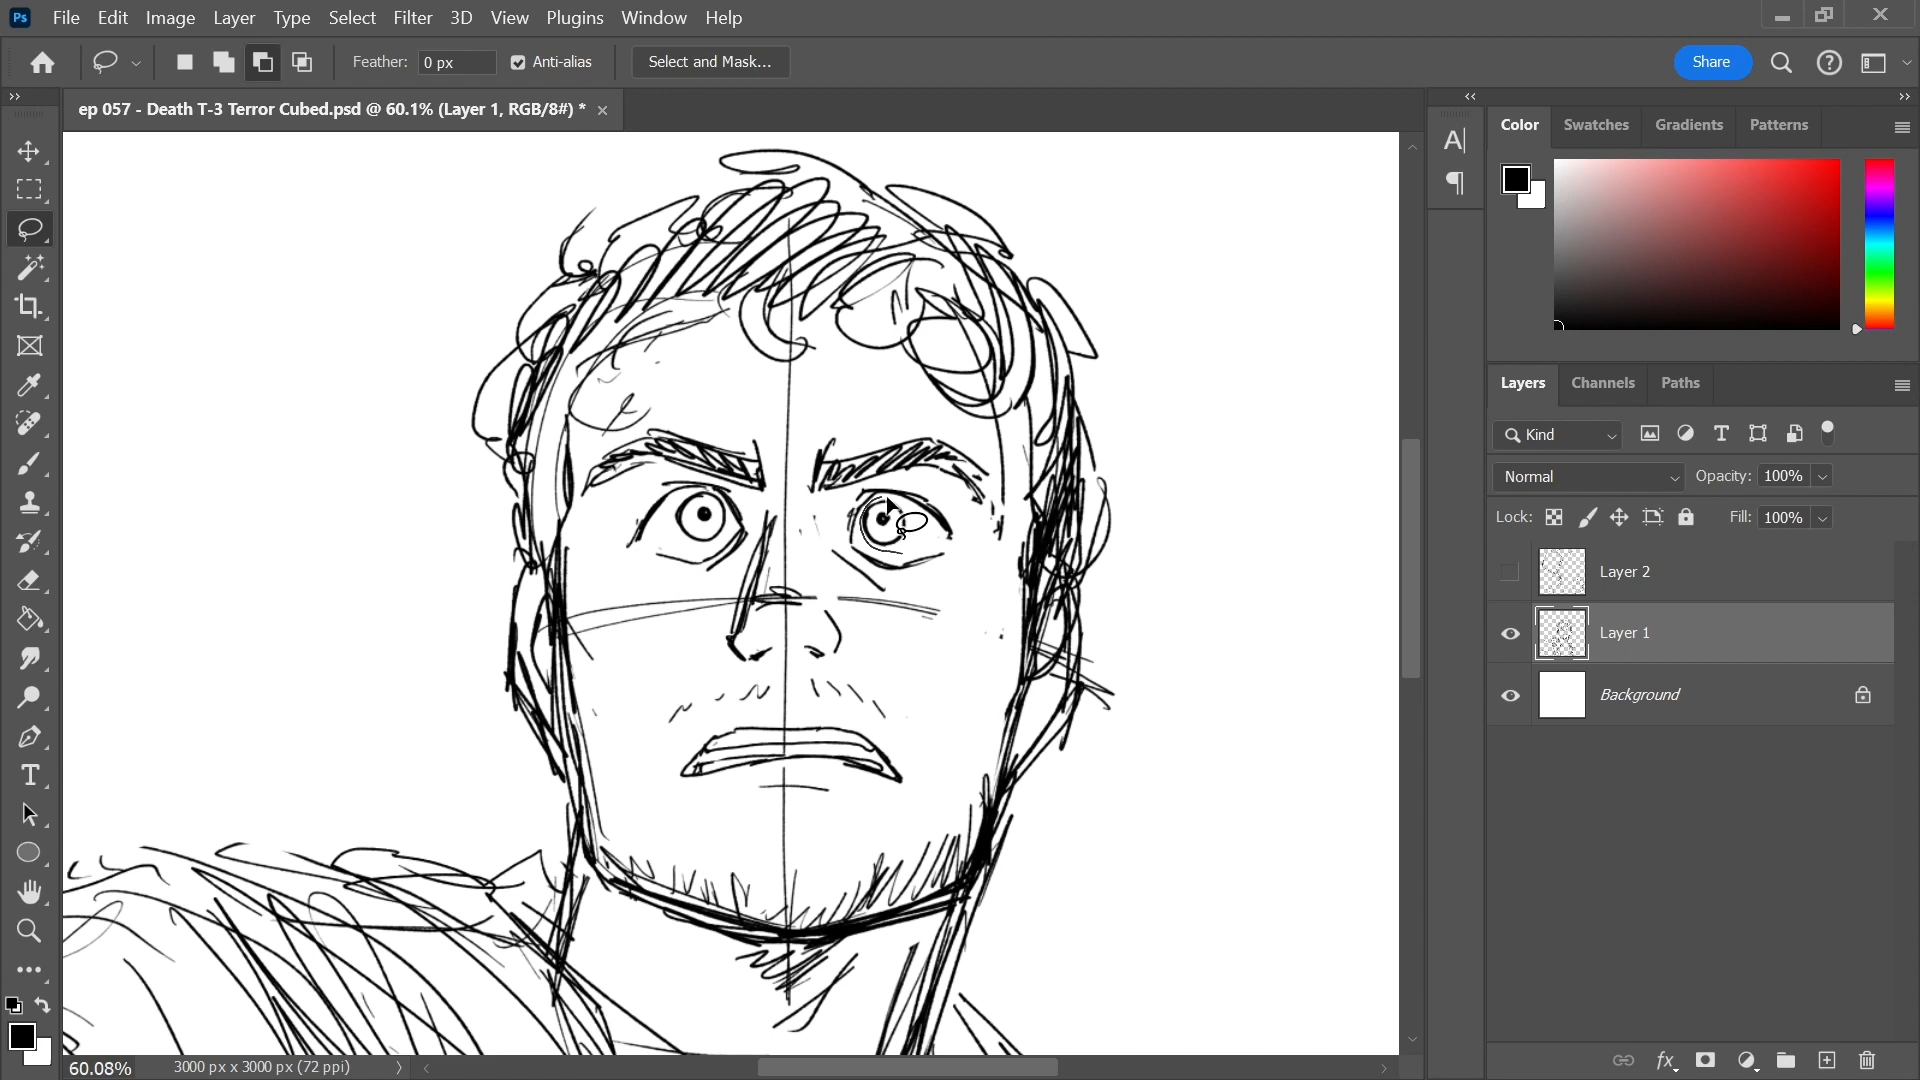 Ps File Edit Image Layer Type Select Filter 3D View Plugins Window Help
Feather: 0 px Anti-alias Select and Mask... Share
ep 057 - Death T-3 Terror Cubed.psd @ 60.1% (Layer 1, RGB/8#) *
Color Swatches Gradients Patterns
Layers Channels Paths
Kind
Normal Opacity: 100%
Lock: Fill: 100%
Layer 2
Layer 1
Background
60.08% 3000 px x 3000 px (72 ppi)